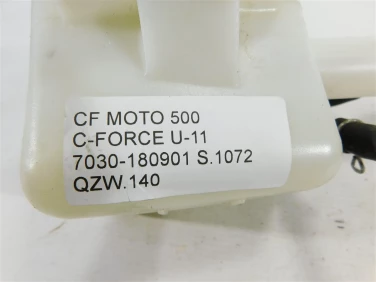 CF MOTO 500
C-FORCE U-11
7030-180901 S.1072
QZW.140